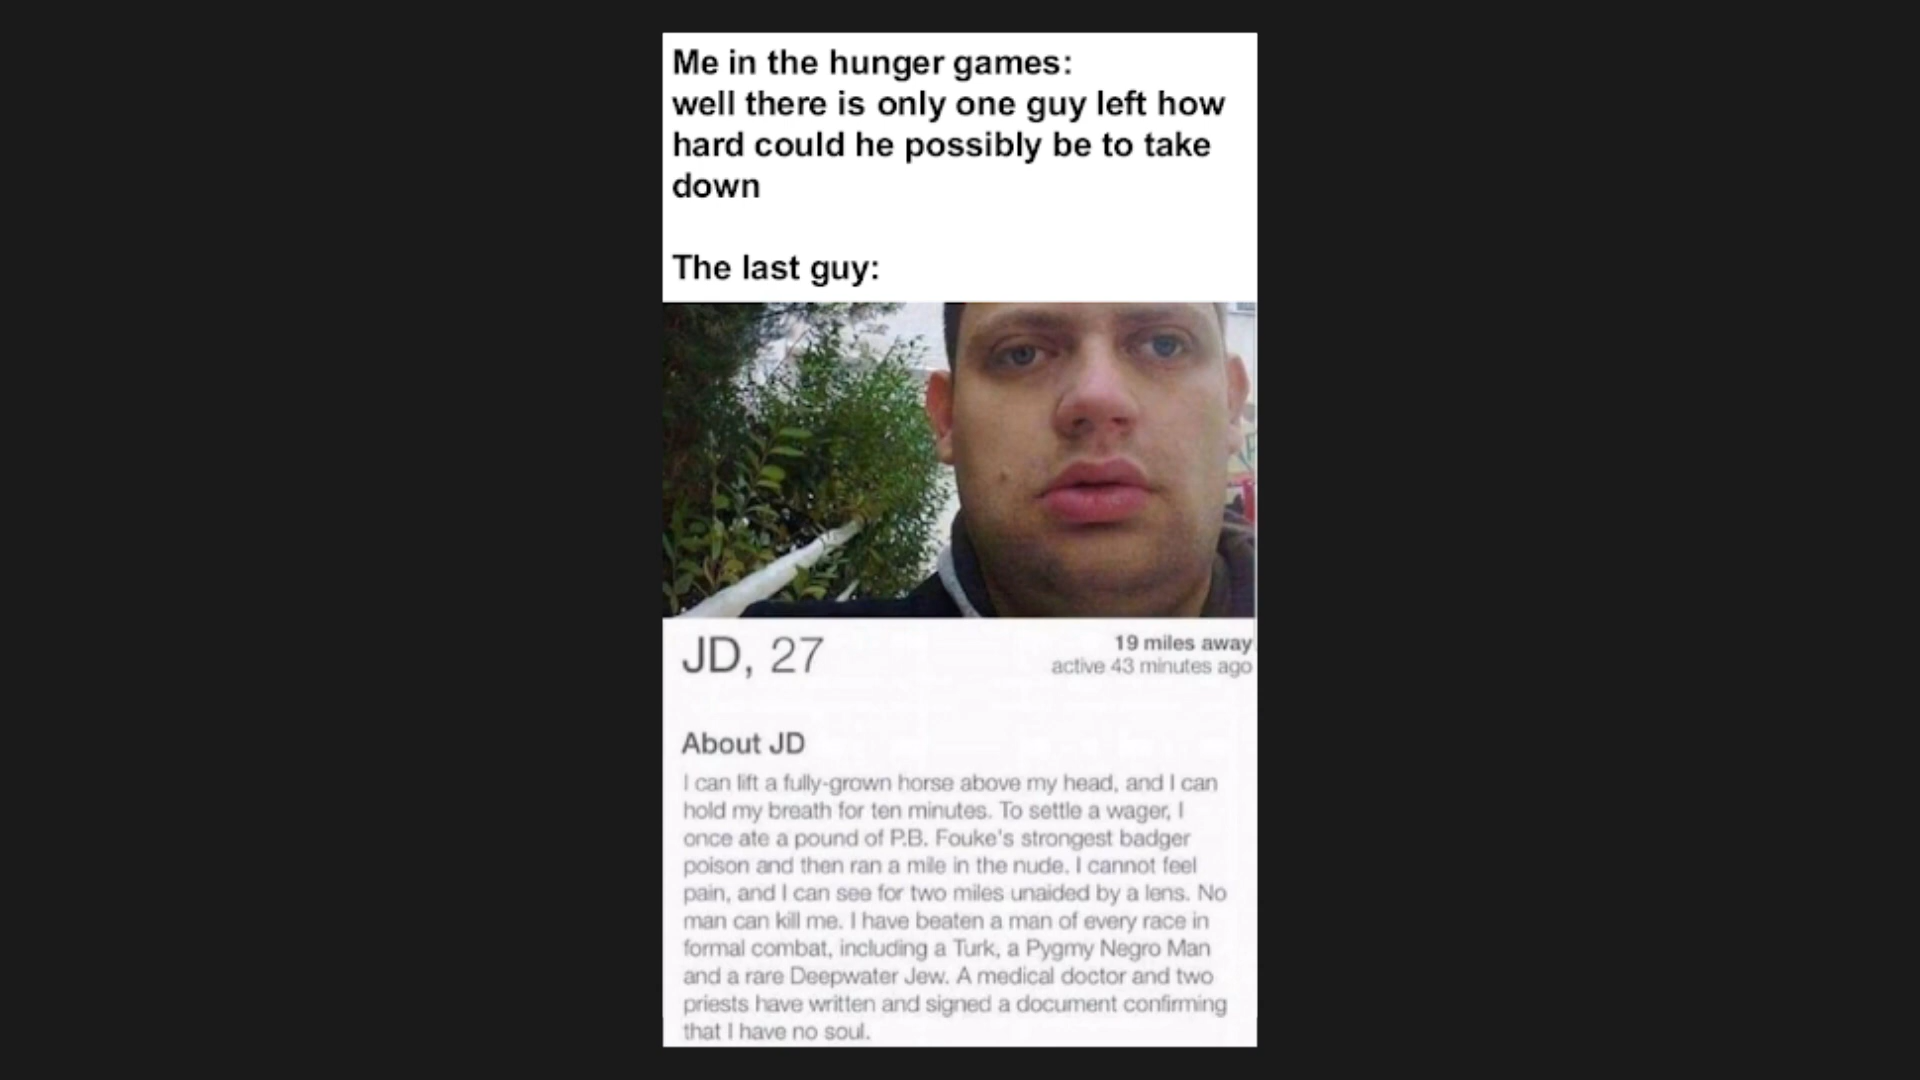 Me in the hunger games:
well there is only one guy left how
hard could he possibly be to take
down
The last guy:
JD, 27
19 miles away
active 43 minutes ago
About JD
I can lift a fully-grown horse above my head, and I can
hold my breath for ten minutes. To settle a wager, I
once ate a pound of P.B. Fouke's strongest badger
poison and then ran a mile in the nude. I cannot feel
pain, and I can see for two miles unaided by a lens. No
man can kill me. I have beaten a man of every race in
formal combat, including a Turk, a Pygmy Negro Man
and a rare Deepwater Jew. A medical doctor and two
priests have written and signed a document confirming
that I have no soul.